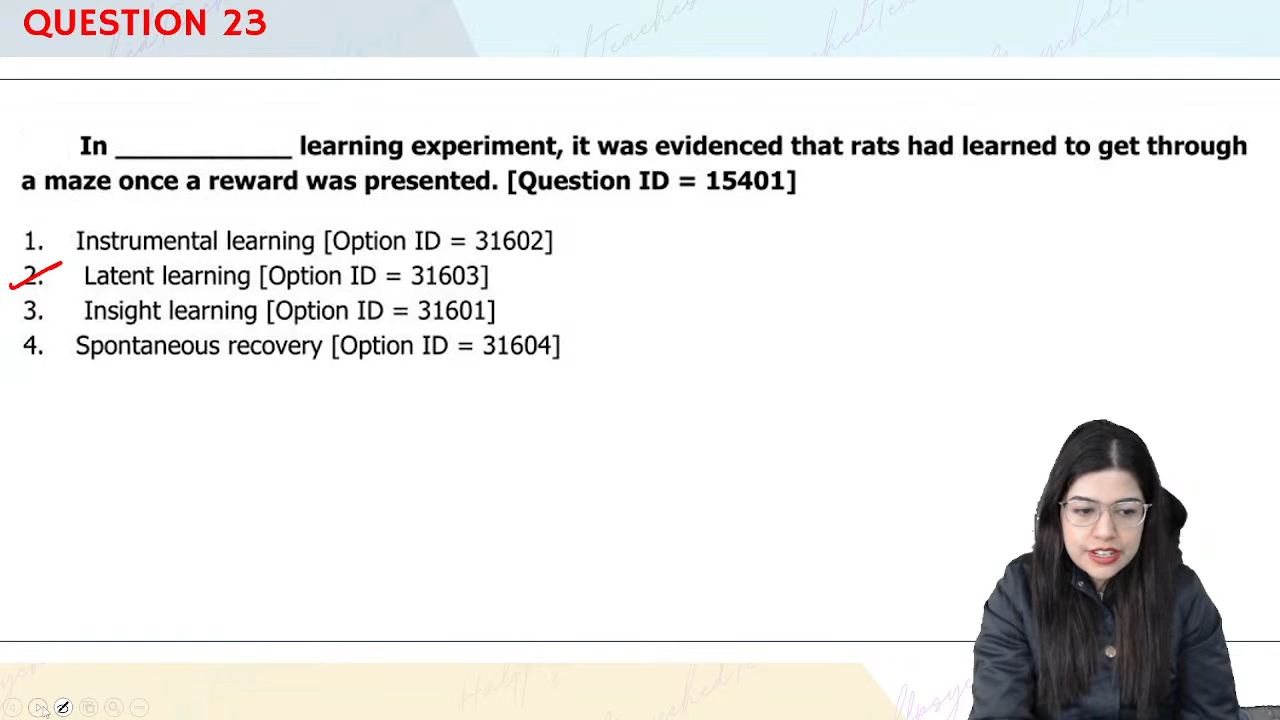 QUESTION 23
In ____________ learning experiment, it was evidenced that rats had learned to get through
a maze once a reward was presented. [Question ID = 15401]
1. Instrumental learning [Option ID = 31602]
2. Latent learning [Option ID = 31603]
3. Insight learning [Option ID = 31601]
4. Spontaneous recovery [Option ID = 31604]